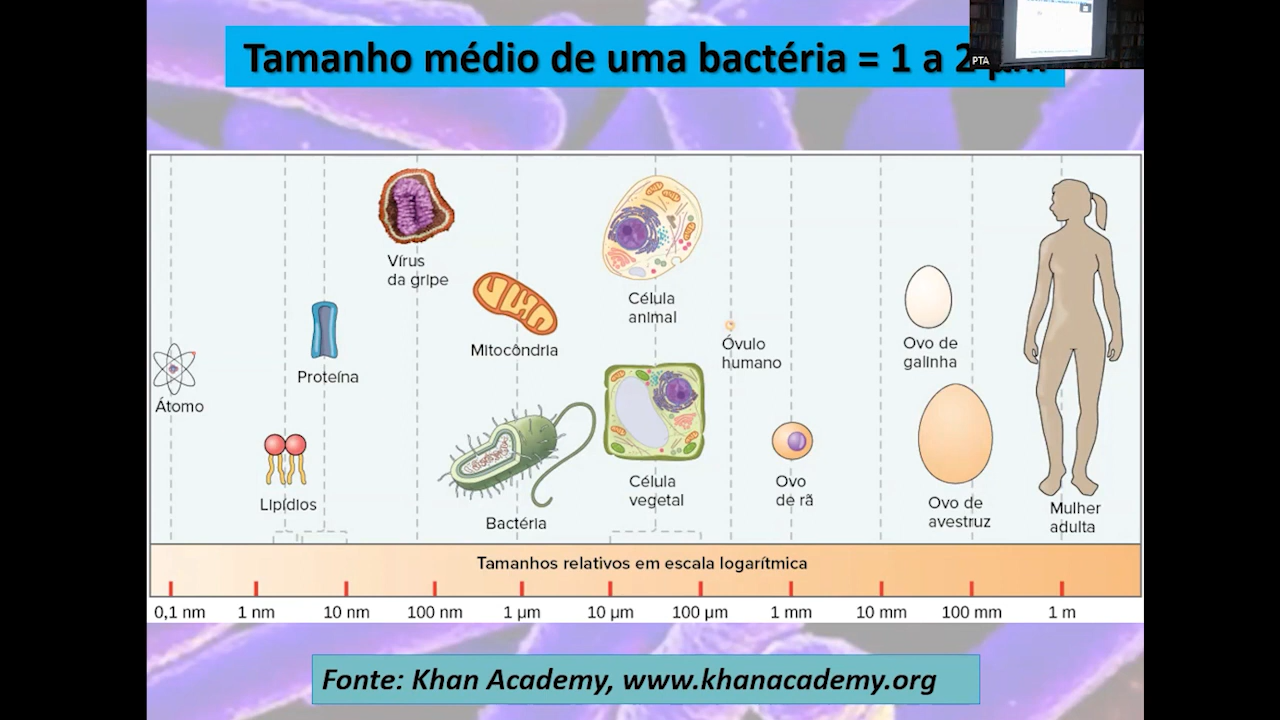 Tamanho médio de uma bactéria = 1 a 2 µm
PTA
Vírus
da gripe
Célula
animal
Mitocôndria
Óvulo
humano
Ovo de
galinha
Proteína
Átomo
Lipídios
Bactéria
Célula
vegetal
Ovo
de rã
Ovo de
avestruz
Mulher
adulta
Tamanhos relativos em escala logarítmica
0,1 nm 1 nm 10 nm 100 nm 1 µm 10 µm 100 µm 1 mm 10 mm 100 mm 1 m
Fonte: Khan Academy, www.khanacademy.org